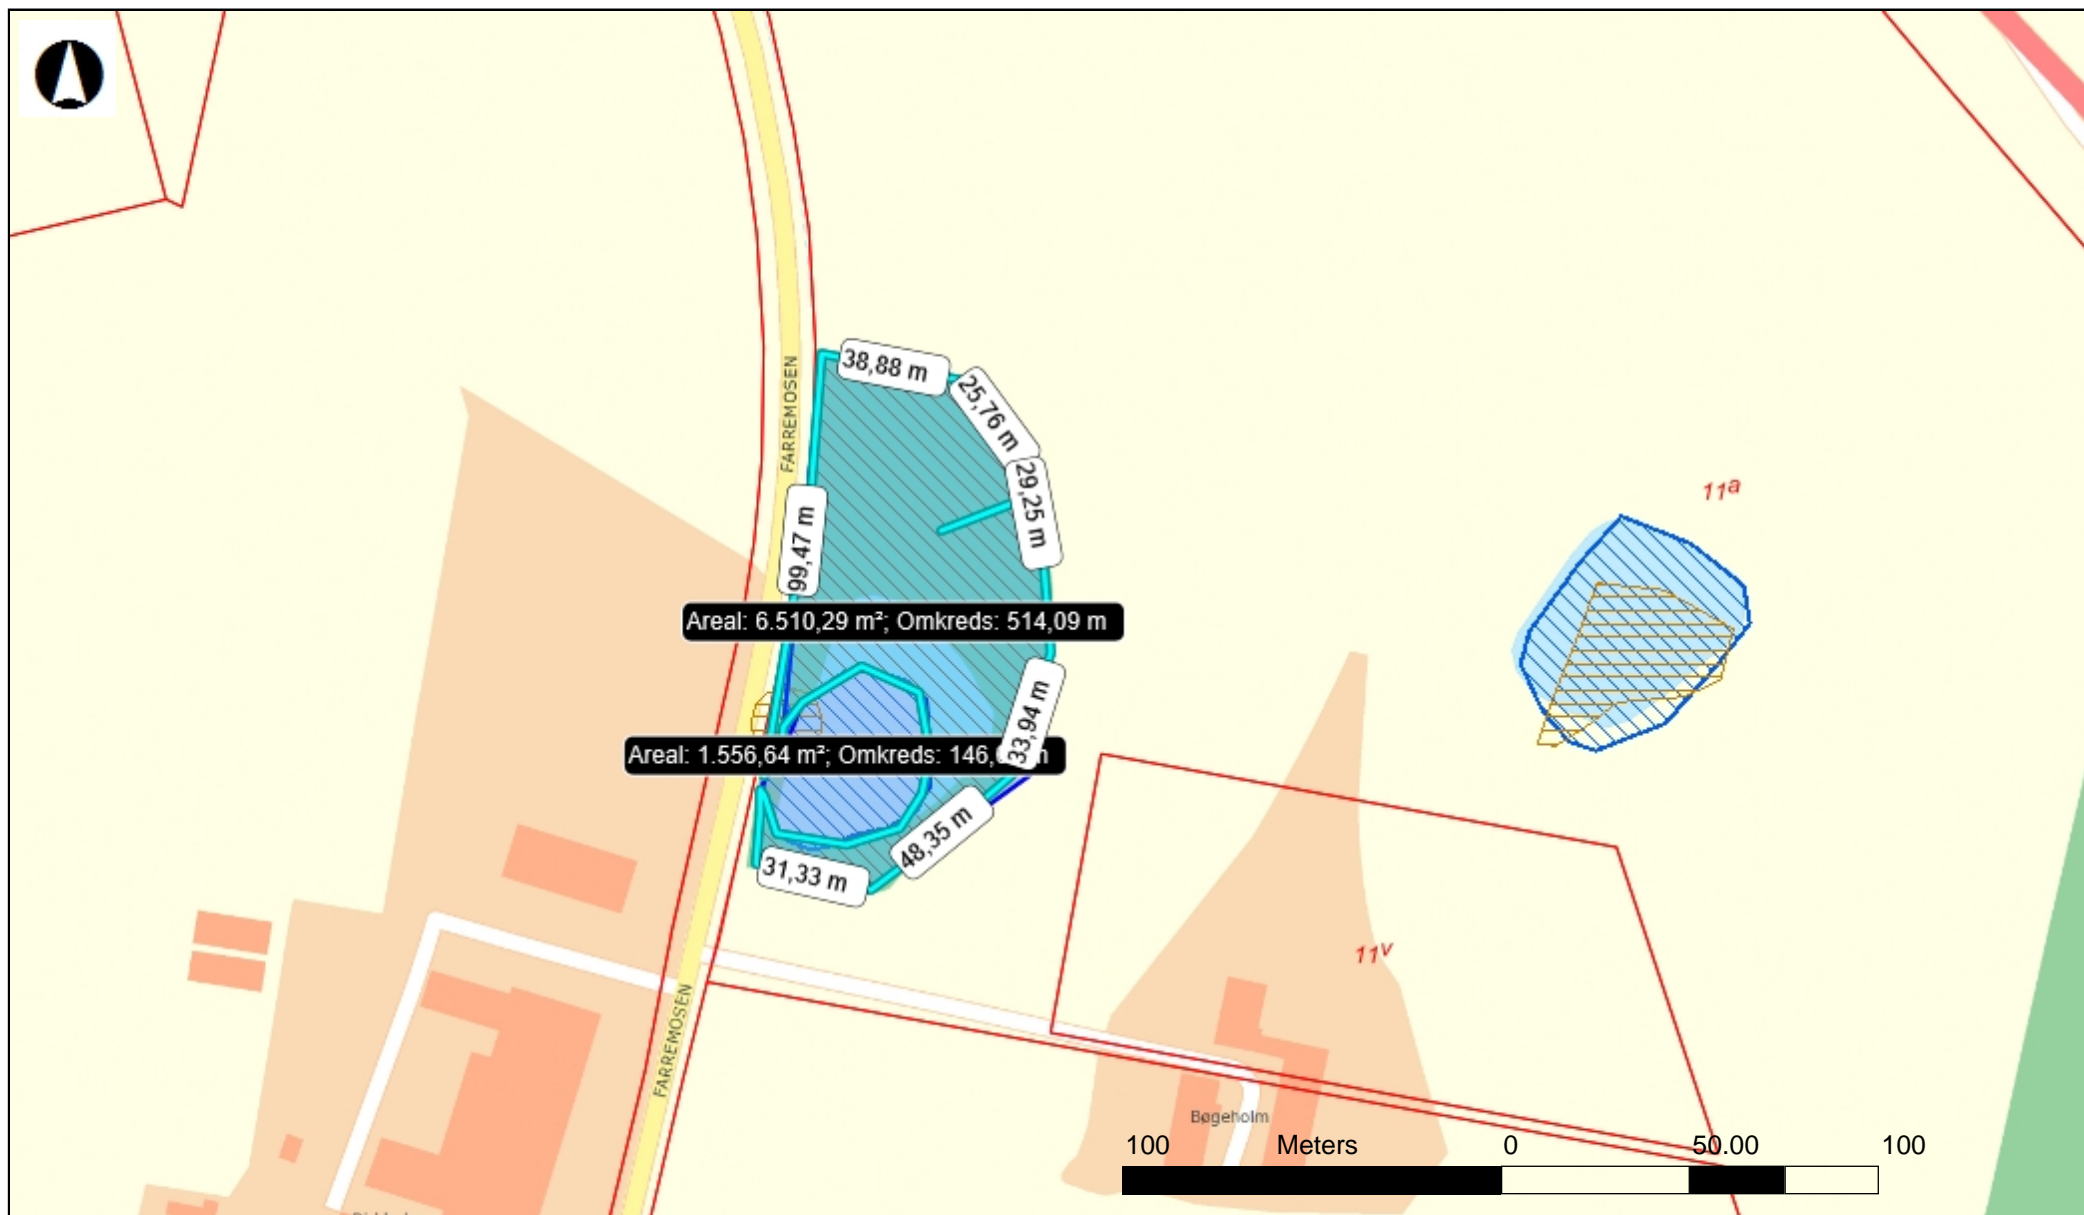 38,88 m
25,76 m
FARREMOSEN
29,25 m
11a
99,47 m
Areal: 6.510,29 m²; Omkreds: 514,09 m
33,94 m
Areal: 1.556,64 m²; Omkreds: 146,
48,35 m
31,33 m
11v
FARREMOSEN
Bøgeholm
100 Meters 0 50.00 100